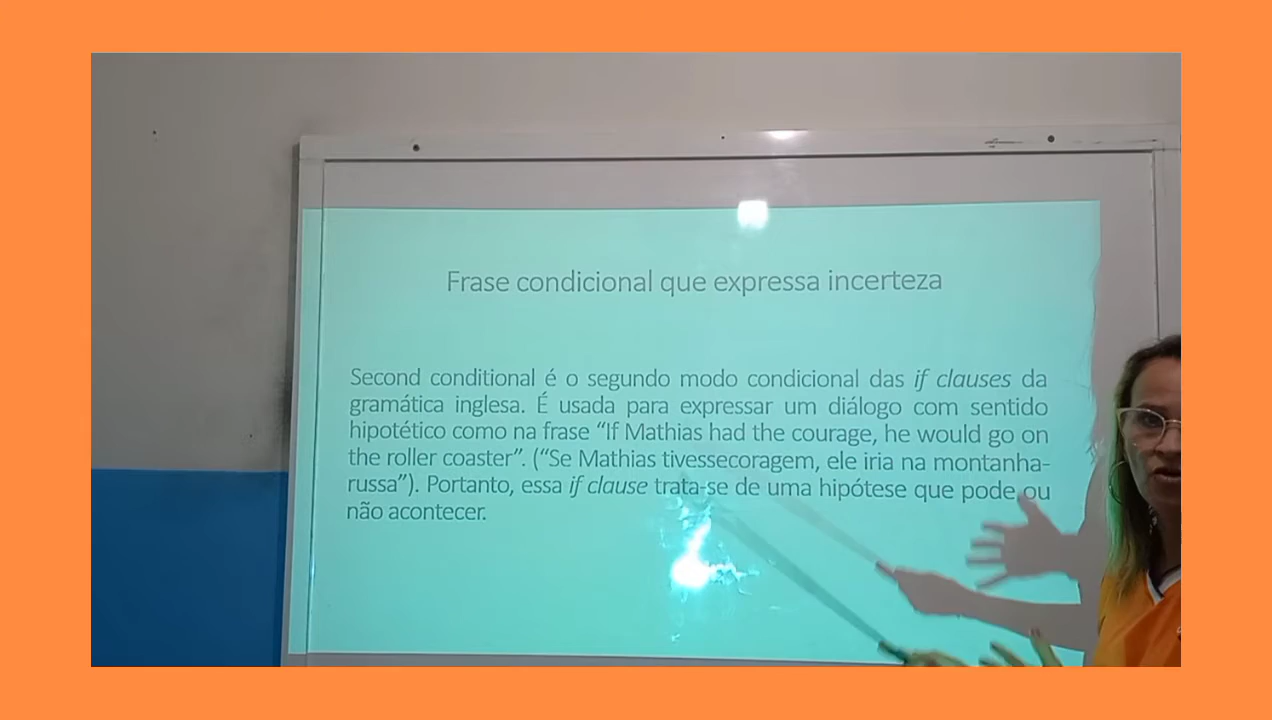 Frase condicional que expressa incerteza
Second conditional é o segundo modo condicional das if clauses da
gramática inglesa. É usada para expressar um diálogo com sentido
hipotético como na frase “If Mathias had the courage, he would go on
the roller coaster”. (“Se Mathias tivessecoragem, ele iria na montanha-
russa”). Portanto, essa if clause trata-se de uma hipótese que pode ou
não acontecer.